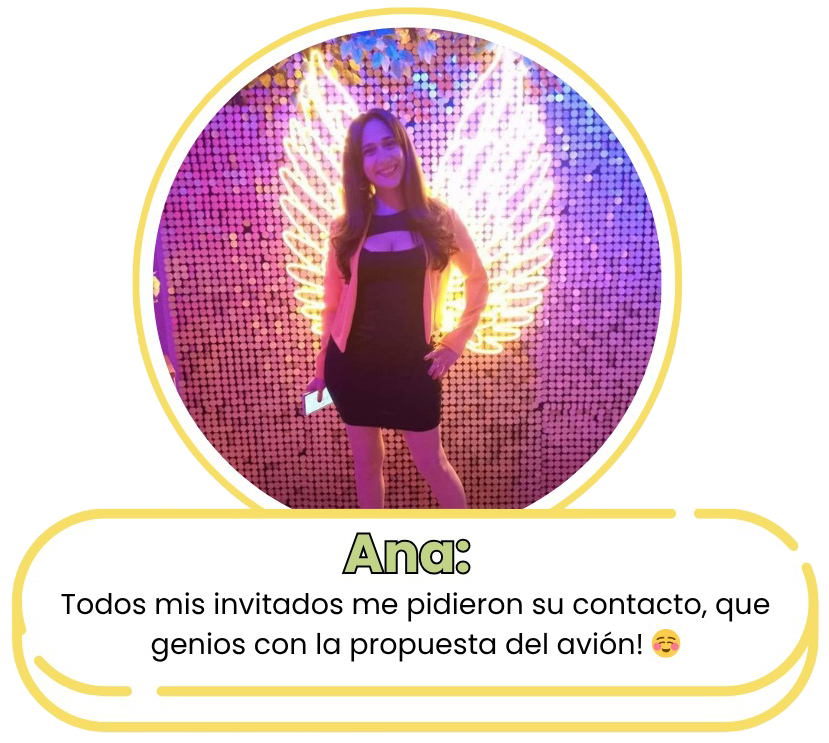 Ana:
Todos mis invitados me pidieron su contacto, que
genios con la propuesta del avión! ☺️